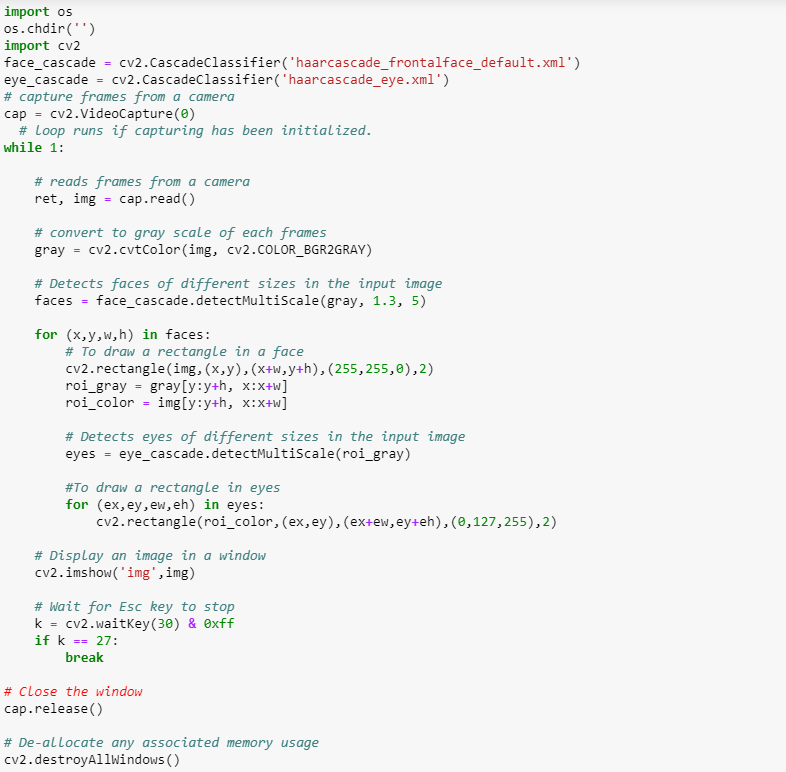 import os
os.chdir('')
import cv2
face_cascade = cv2.CascadeClassifier('haarcascade_frontalface_default.xml')
eye_cascade = cv2.CascadeClassifier('haarcascade_eye.xml')
# capture frames from a camera
cap = cv2.VideoCapture(0)
  # loop runs if capturing has been initialized.
while 1:
    # reads frames from a camera
    ret, img = cap.read()
    # convert to gray scale of each frames
    gray = cv2.cvtColor(img, cv2.COLOR_BGR2GRAY)
    # Detects faces of different sizes in the input image
    faces = face_cascade.detectMultiScale(gray, 1.3, 5)
    for (x,y,w,h) in faces:
        # To draw a rectangle in a face
        cv2.rectangle(img,(x,y),(x+w,y+h),(255,255,0),2)
        roi_gray = gray[y:y+h, x:x+w]
        roi_color = img[y:y+h, x:x+w]
        # Detects eyes of different sizes in the input image
        eyes = eye_cascade.detectMultiScale(roi_gray)
        #To draw a rectangle in eyes
        for (ex,ey,ew,eh) in eyes:
            cv2.rectangle(roi_color,(ex,ey),(ex+ew,ey+eh),(0,127,255),2)
    # Display an image in a window
    cv2.imshow('img',img)
    # Wait for Esc key to stop
    k = cv2.waitKey(30) & 0xff
    if k == 27:
        break
# Close the window
cap.release()
# De-allocate any associated memory usage
cv2.destroyAllWindows()